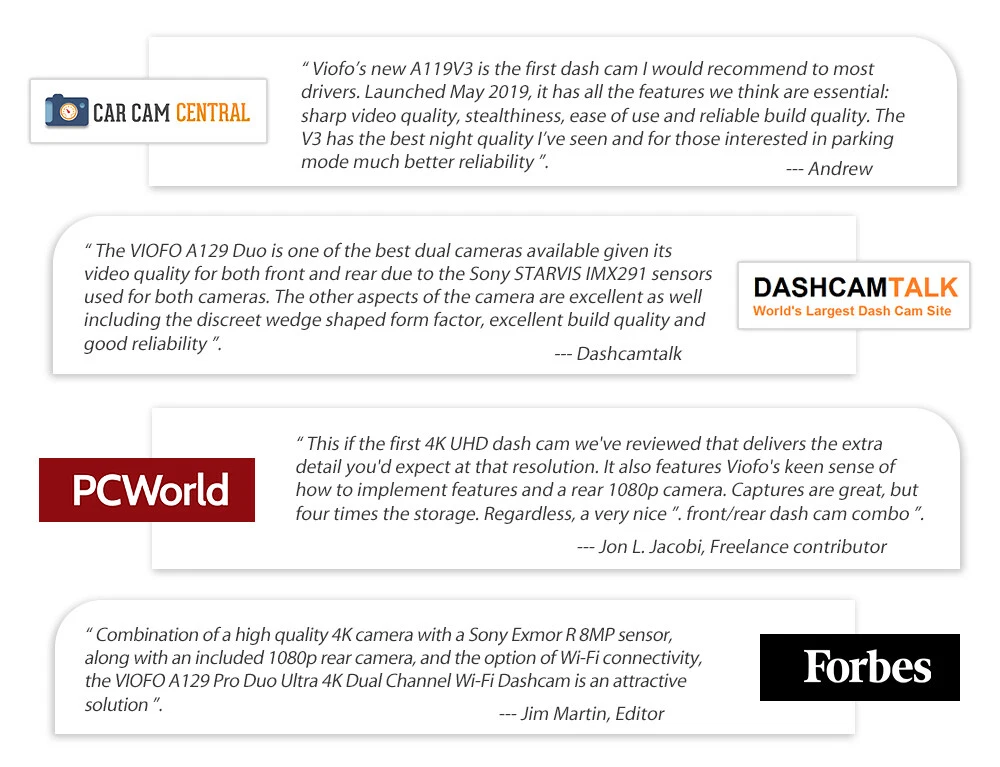 CAR CAM CENTRAL
“ Viofo’s new A119V3 is the first dash cam I would recommend to most
drivers. Launched May 2019, it has all the features we think are essential:
sharp video quality, stealthiness, ease of use and reliable build quality. The
V3 has the best night quality I’ve seen and for those interested in parking
mode much better reliability ”.
--- Andrew
“ The VIOFO A129 Duo is one of the best dual cameras available given its
video quality for both front and rear due to the Sony STARVIS IMX291 sensors
used for both cameras. The other aspects of the camera are excellent as well
including the discreet wedge shaped form factor, excellent build quality and
good reliability ”.
--- Dashcamtalk
DASHCAMTALK
World's Largest Dash Cam Site
PCWorld
“ This if the first 4K UHD dash cam we've reviewed that delivers the extra
detail you'd expect at that resolution. It also features Viofo's keen sense of
how to implement features and a rear 1080p camera. Captures are great, but
four times the storage. Regardless, a very nice ”. front/rear dash cam combo ”.
--- Jon L. Jacobi, Freelance contributor
“ Combination of a high quality 4K camera with a Sony Exmor R 8MP sensor,
along with an included 1080p rear camera, and the option of Wi-Fi connectivity,
the VIOFO A129 Pro Duo Ultra 4K Dual Channel Wi-Fi Dashcam is an attractive
solution ”.
--- Jim Martin, Editor
Forbes